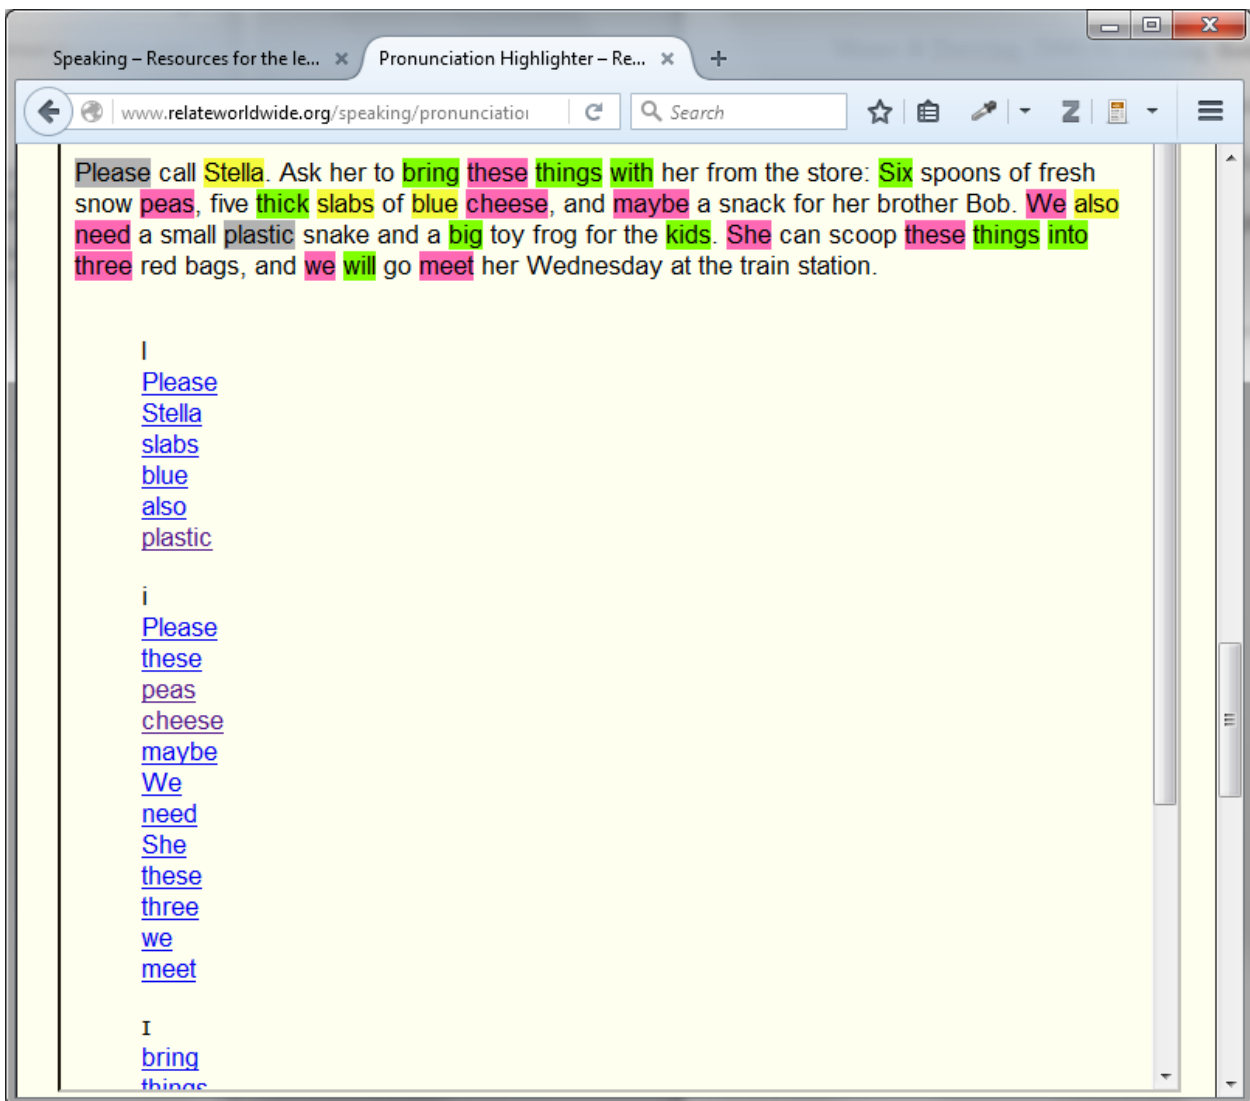 Speaking – Resources for the le...
Pronunciation Highlighter – Re...
www.relateworldwide.org/speaking/pronunciation
Search
Please call Stella. Ask her to bring these things with her from the store: Six spoons of fresh
snow peas, five thick slabs of blue cheese, and maybe a snack for her brother Bob. We also
need a small plastic snake and a big toy frog for the kids. She can scoop these things into
three red bags, and we will go meet her Wednesday at the train station.
l
Please
Stella
slabs
blue
also
plastic
i
Please
these
peas
cheese
maybe
We
need
She
these
three
we
meet
ɪ
bring
things